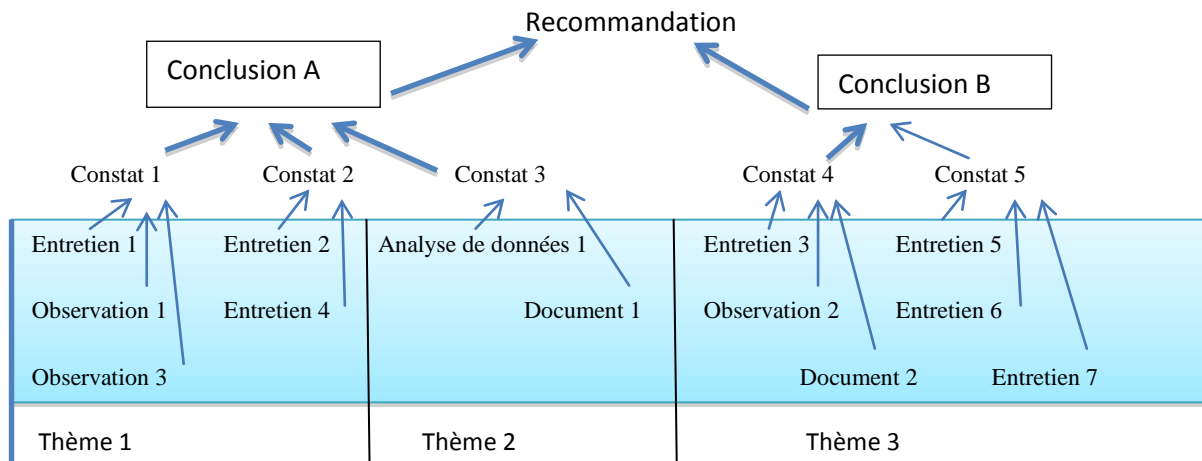 Recommandation
Conclusion A
Conclusion B
Constat 1
Constat 2
Constat 3
Constat 4
Constat 5
Entretien 1
Entretien 2
Analyse de données 1
Entretien 3
Entretien 5
Observation 1
Entretien 4
Document 1
Observation 2
Entretien 6
Observation 3
Document 2
Entretien 7
Thème 1
Thème 2
Thème 3